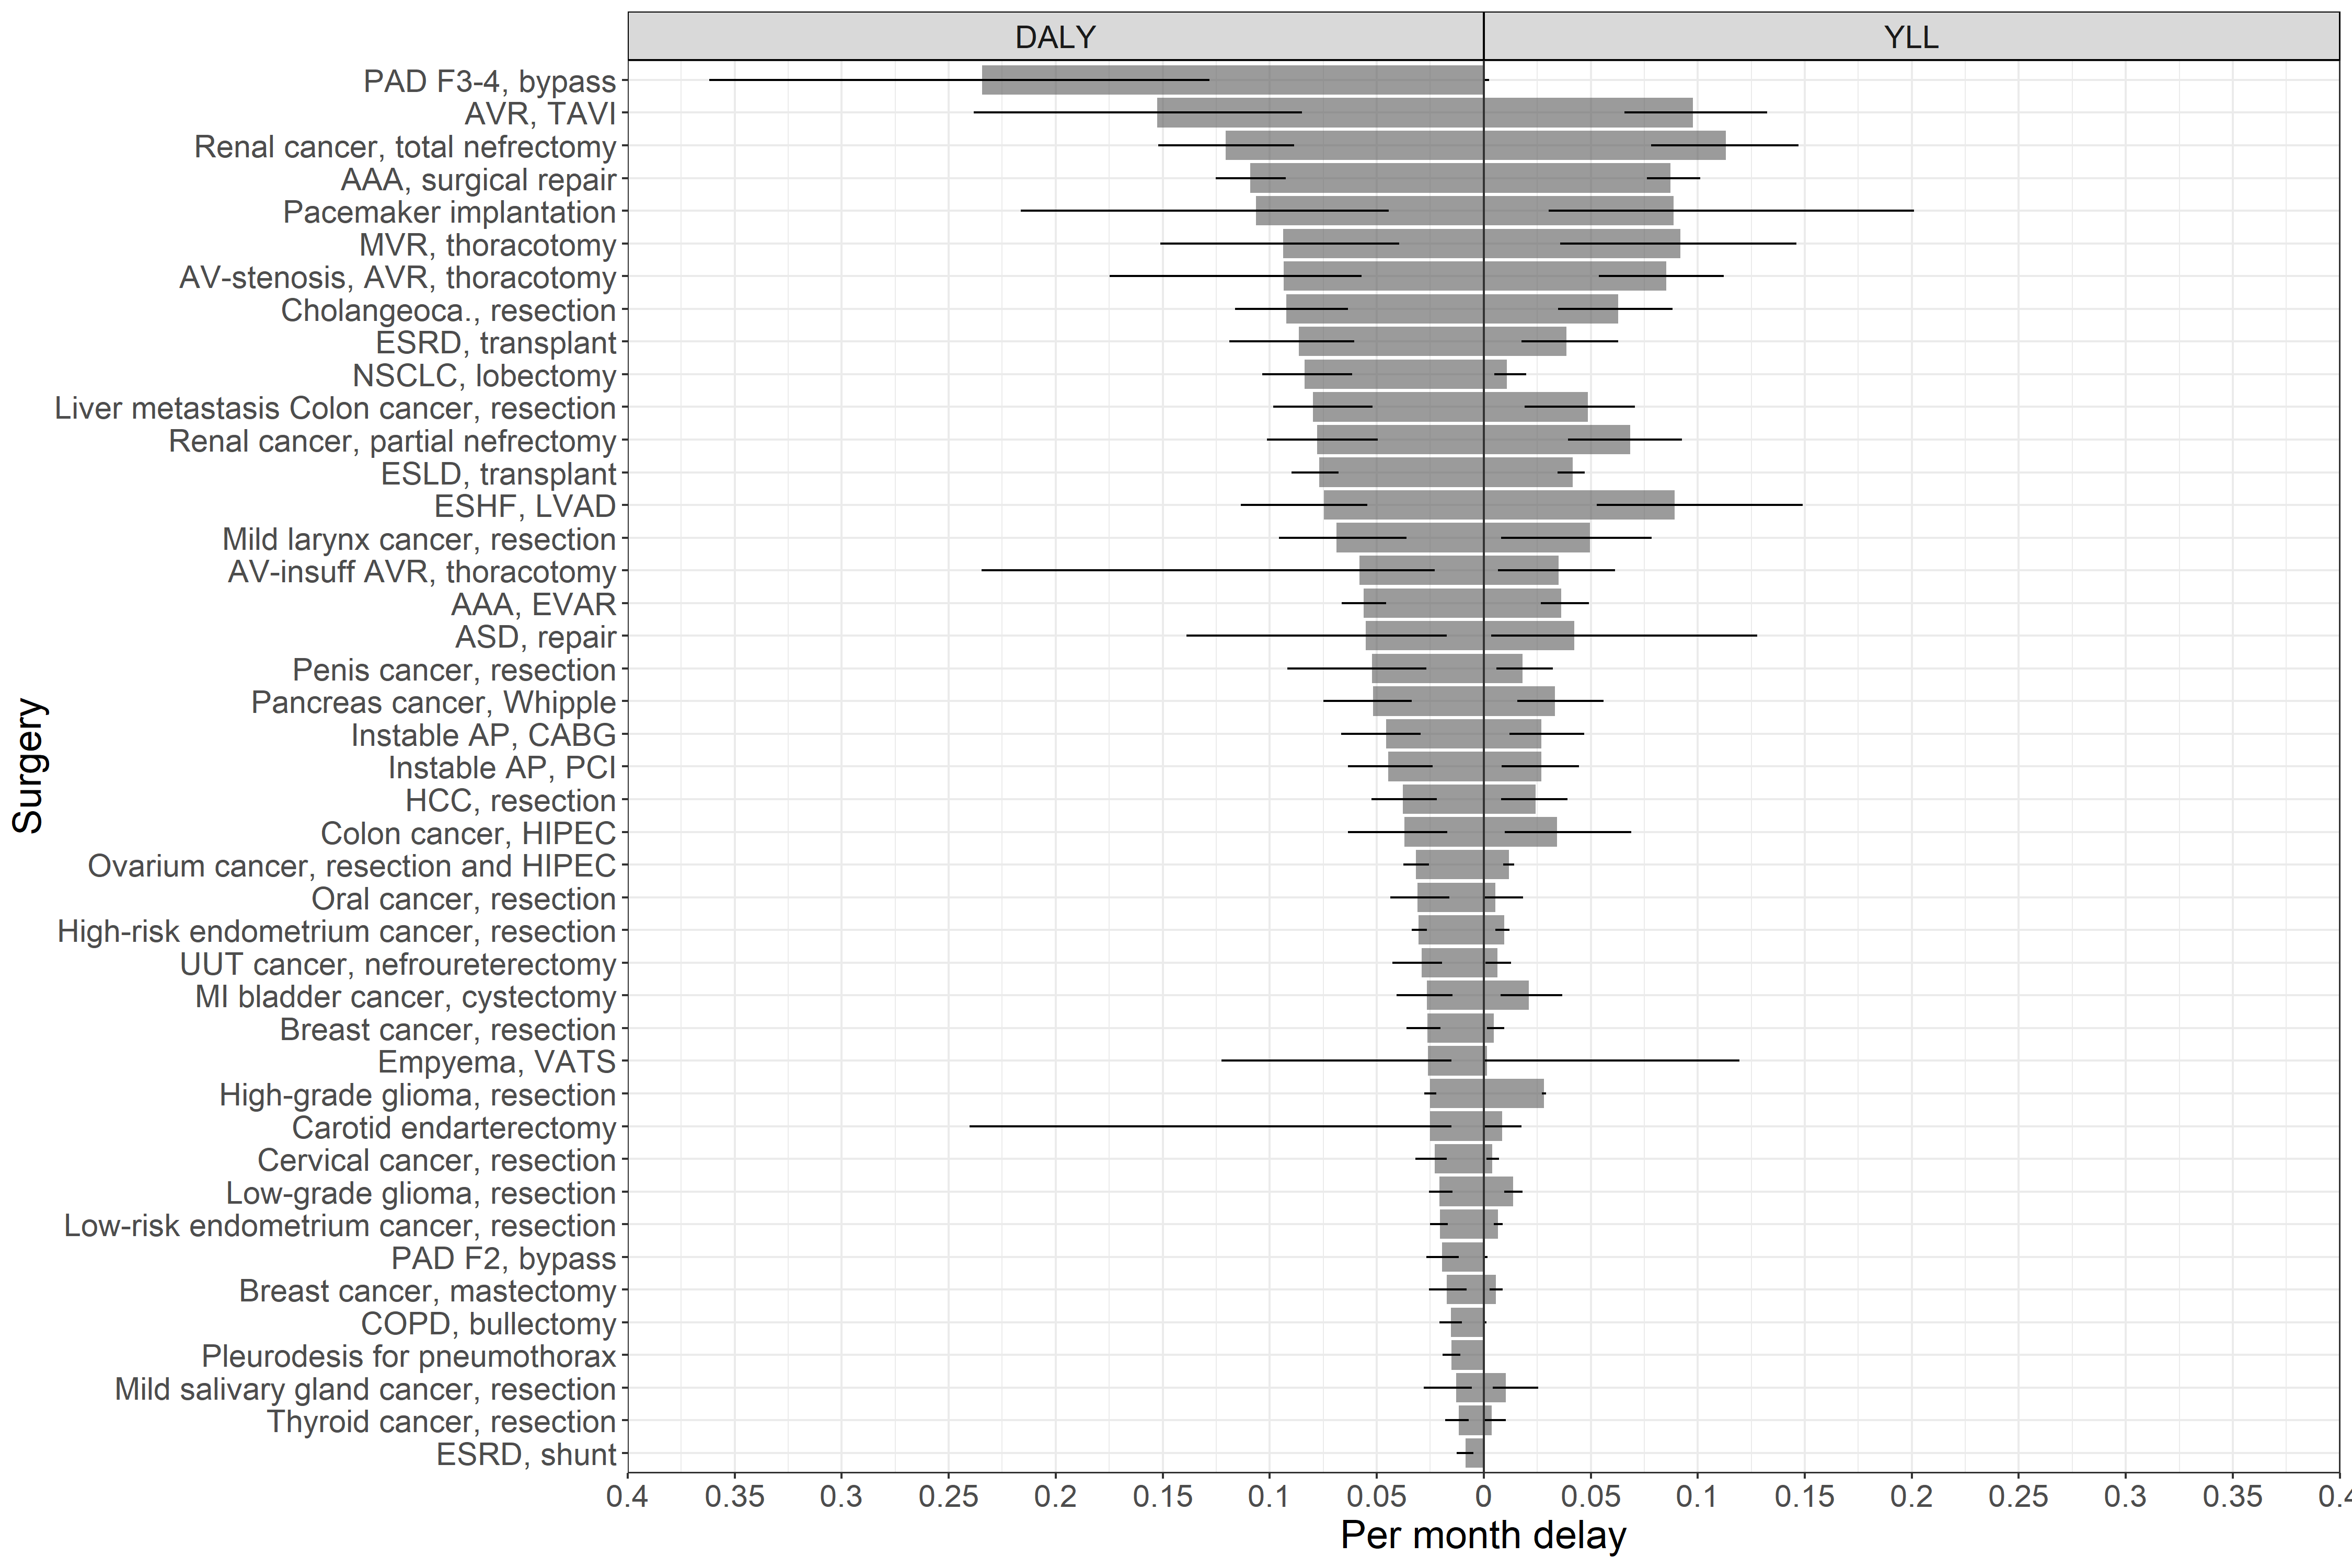 DALY YLL
PAD F3-4, bypass
AVR, TAVI
Renal cancer, total nefrectomy
AAA, surgical repair
Pacemaker implantation
MVR, thoracotomy
AV-stenosis, AVR, thoracotomy
Cholangeoca., resection
ESRD, transplant
NSCLC, lobectomy
Liver metastasis Colon cancer, resection
Renal cancer, partial nefrectomy
ESLD, transplant
ESHF, LVAD
Mild larynx cancer, resection
AV-insuff AVR, thoracotomy
AAA, EVAR
ASD, repair
Penis cancer, resection
Pancreas cancer, Whipple
Instable AP, CABG
Instable AP, PCI
HCC, resection
Colon cancer, HIPEC
Ovarium cancer, resection and HIPEC
Oral cancer, resection
High-risk endometrium cancer, resection
UUT cancer, nefroureterectomy
MI bladder cancer, cystectomy
Breast cancer, resection
Empyema, VATS
High-grade glioma, resection
Carotid endarterectomy
Cervical cancer, resection
Low-grade glioma, resection
Low-risk endometrium cancer, resection
PAD F2, bypass
Breast cancer, mastectomy
COPD, bullectomy
Pleurodesis for pneumothorax
Mild salivary gland cancer, resection
Thyroid cancer, resection
ESRD, shunt
Surgery
0.4 0.35 0.3 0.25 0.2 0.15 0.1 0.05 0 0.05 0.1 0.15 0.2 0.25 0.3 0.35 0.4
Per month delay